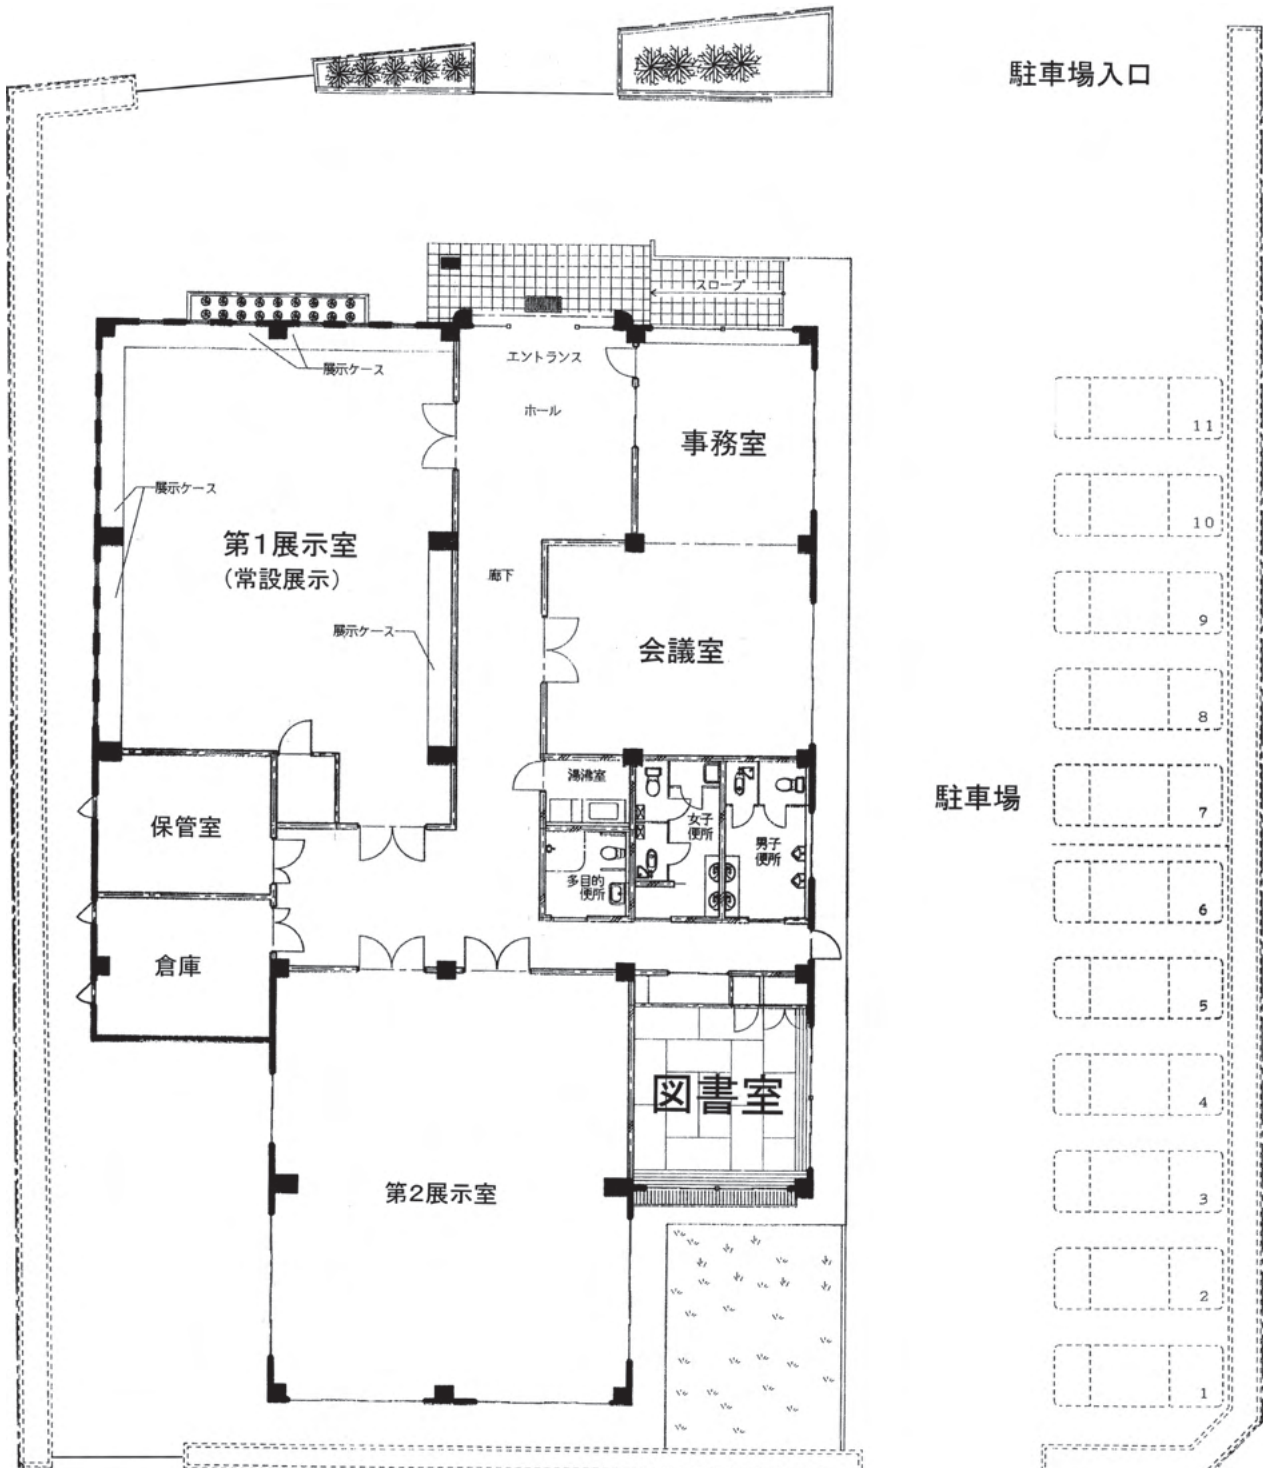 駐車場入口
スロープ
エントランス
展示ケース
ホール
11
事務室
展示ケース
10
第1展示室
(常設展示)
廊下
9
展示ケース
会議室
8
湯沸室
駐車場
保管室
女子
便所
男子
便所
7
多目的
便所
6
倉庫
5
図書室
4
第2展示室
3
2
1